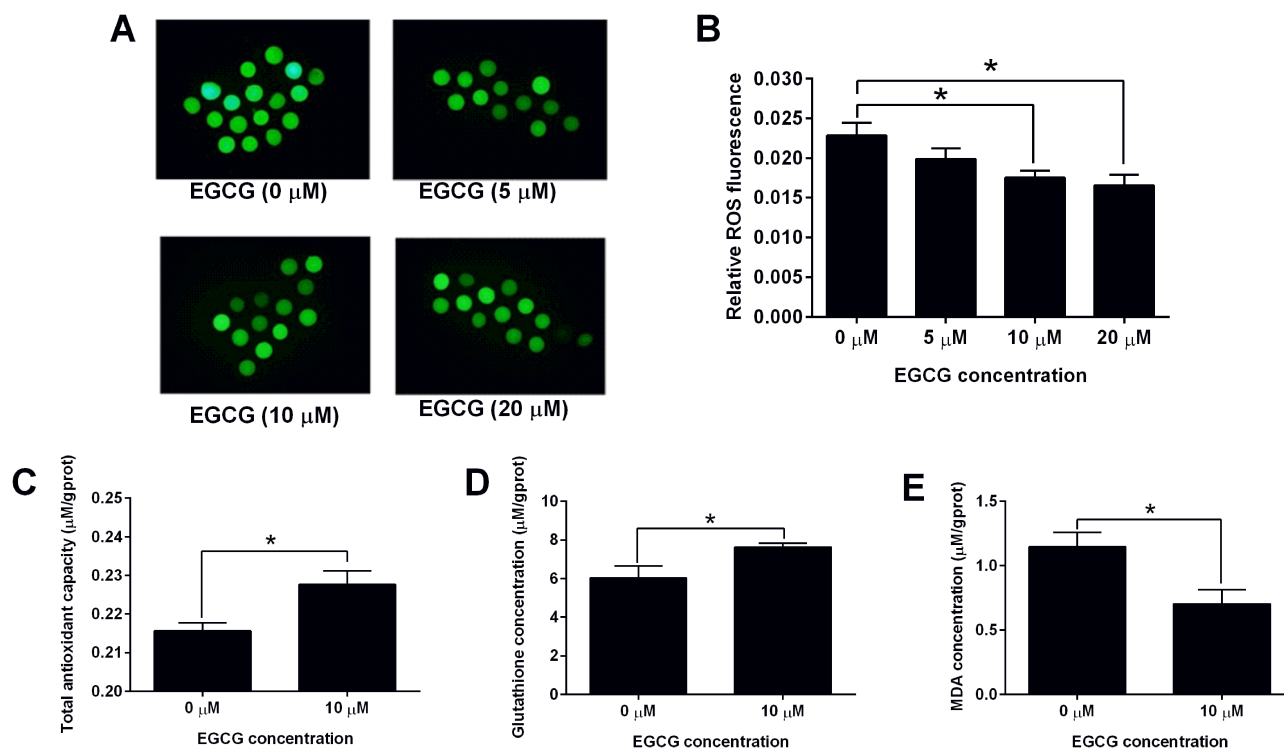 A
EGCG (0 μM)
EGCG (5 μM)
EGCG (10 μM)
EGCG (20 μM)
B
Relative ROS fluorescence
0.030
0.025
0.020
0.015
0.010
0.005
0.000
*
*
0 μM
5 μM
10 μM
20 μM
EGCG concentration
C
Total antioxidant capacity (μM/gprot)
0.25
0.24
0.23
0.22
0.21
0.20
*
0 μM
10 μM
EGCG concentration
D
Glutathione concentration (μM/gprot)
10
8
6
4
2
0
*
0 μM
10 μM
EGCG concentration
E
MDA concentration (μM/gprot)
1.5
1.0
0.5
0.0
*
0 μM
10 μM
EGCG concentration